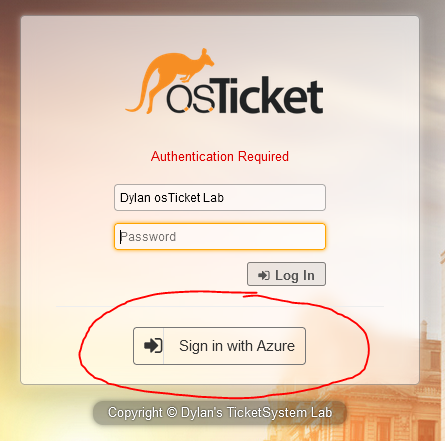 osTicket
Authentication Required
Dylan osTicket Lab
Password
Log In
Sign in with Azure
Copyright © Dylan's TicketSystem Lab